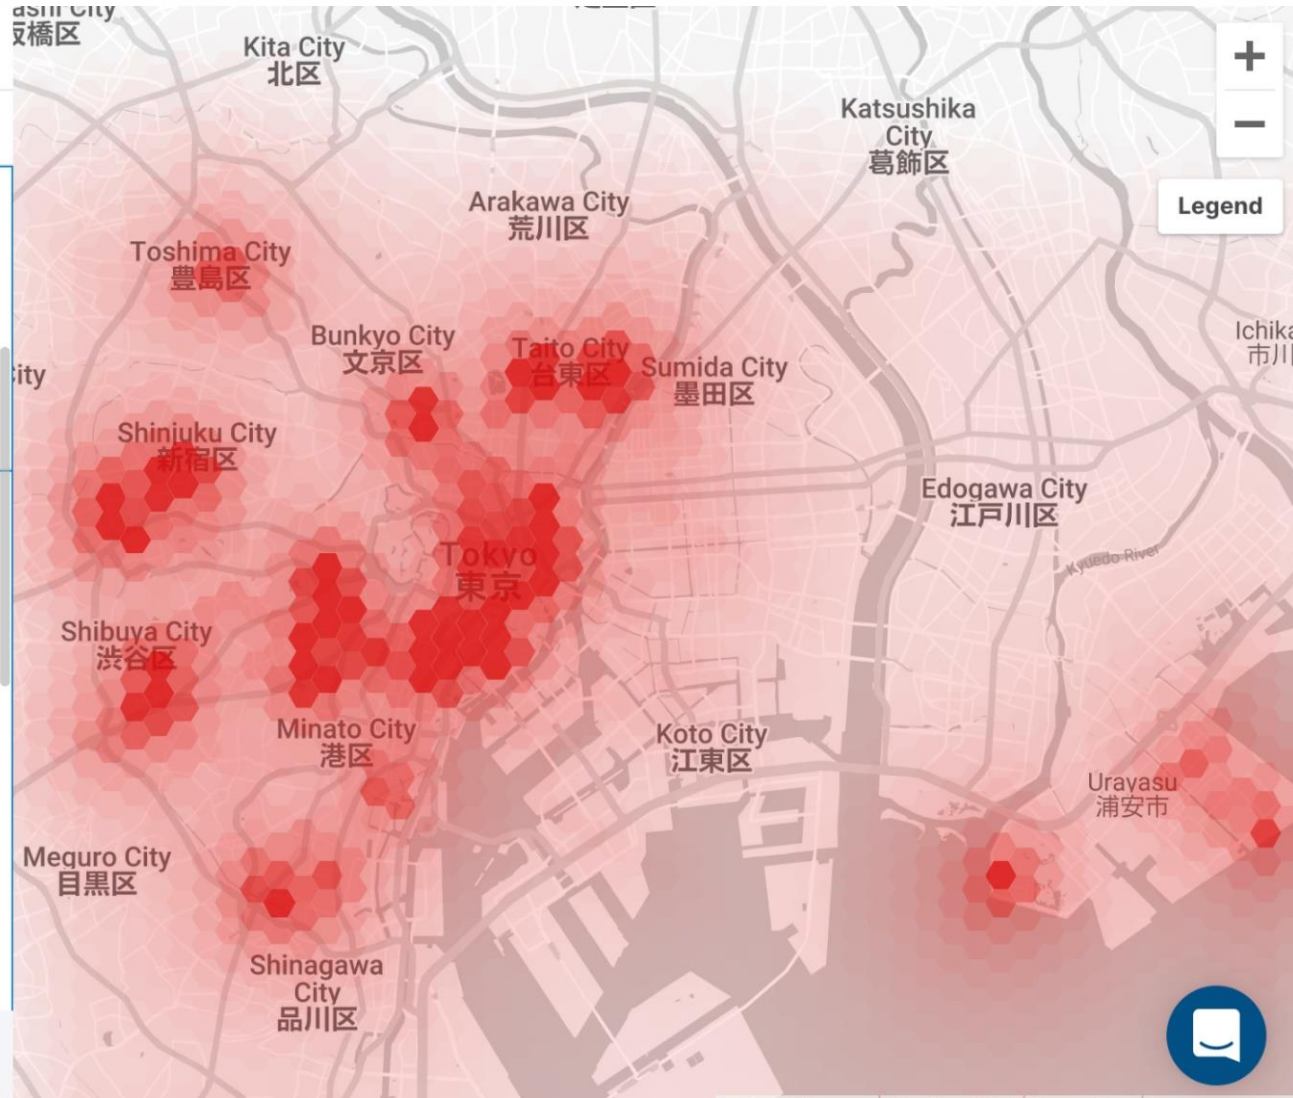 板橋区
Kita City
北区
Katsushika
City
葛飾区
Legend
Arakawa City
荒川区
Toshima City
豊島区
Bunkyo City
文京区
Taito City
台東区
Sumida City
墨田区
Ichika
市川
ity
Shinjuku City
新宿区
Edogawa City
江戸川区
Kyuedo River
Tokyo
東京
Shibuya City
渋谷区
Minato City
港区
Koto City
江東区
Urayasu
浦安市
Meguro City
目黒区
Shinagawa
City
品川区